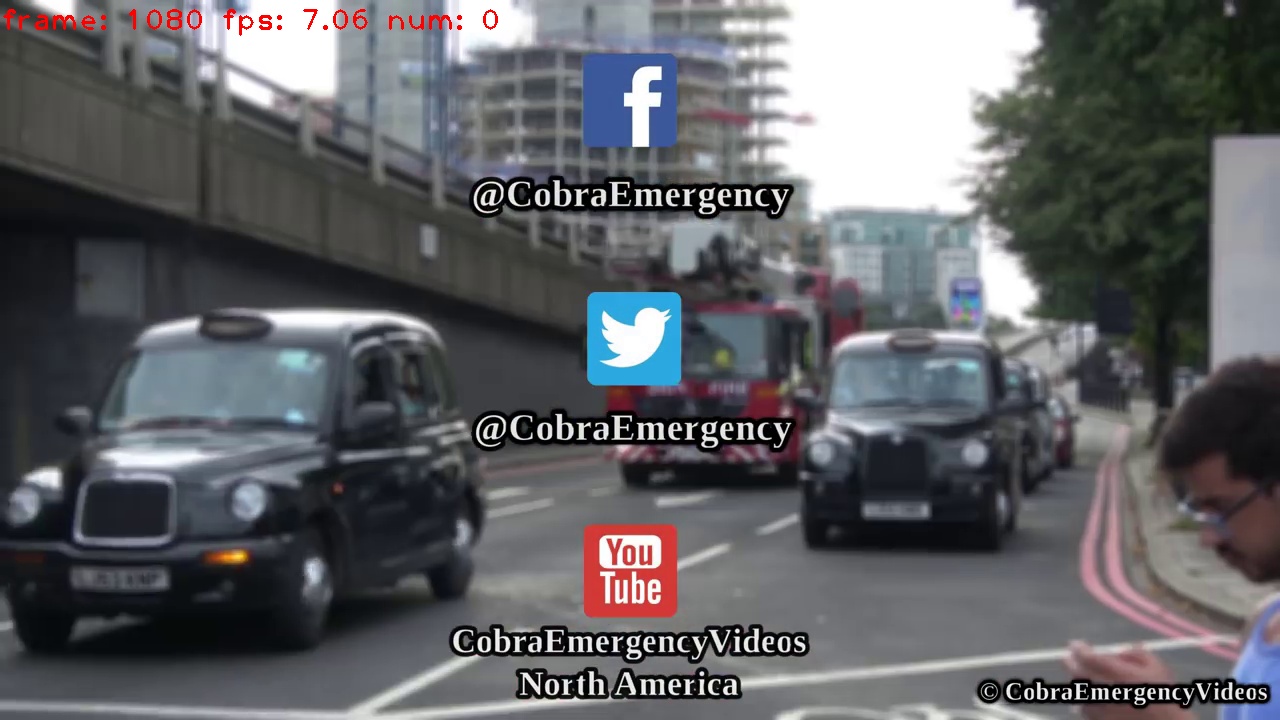 frame: 1080 fps: 7.06 num: 0
f
@CobraEmergency
@CobraEmergency
You
Tube
CobraEmergencyVideos
North America
© CobraEmergencyVideos